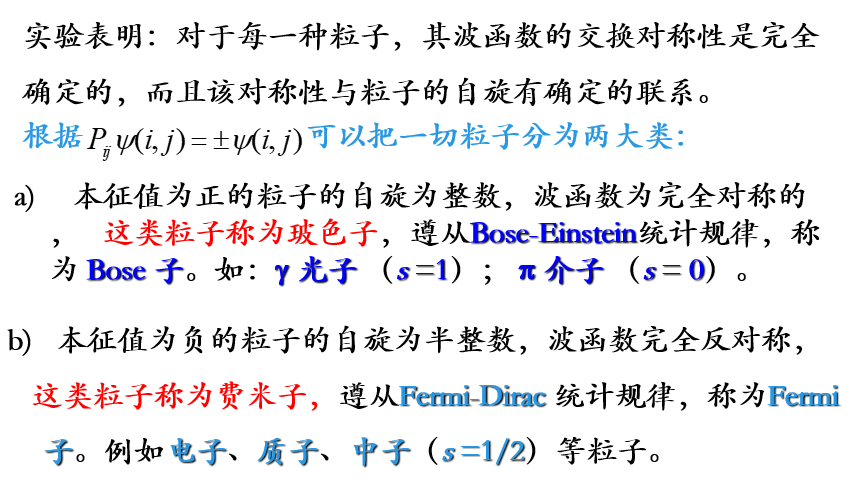 实验表明：对于每一种粒子，其波函数的交换对称性是完全
确定的，而且该对称性与粒子的自旋有确定的联系。
根据 P_{ij}ψ(i, j) = ±ψ(i, j) 可以把一切粒子分为两大类：
a) 本征值为正的粒子的自旋为整数，波函数为完全对称的
， 这类粒子称为玻色子，遵从Bose-Einstein统计规律，称
为 Bose 子。如：γ 光子 （s =1）； π 介子 （s = 0）。
b) 本征值为负的粒子的自旋为半整数，波函数完全反对称，
这类粒子称为费米子，遵从Fermi-Dirac 统计规律，称为Fermi
子。例如电子、质子、中子（s =1/2）等粒子。